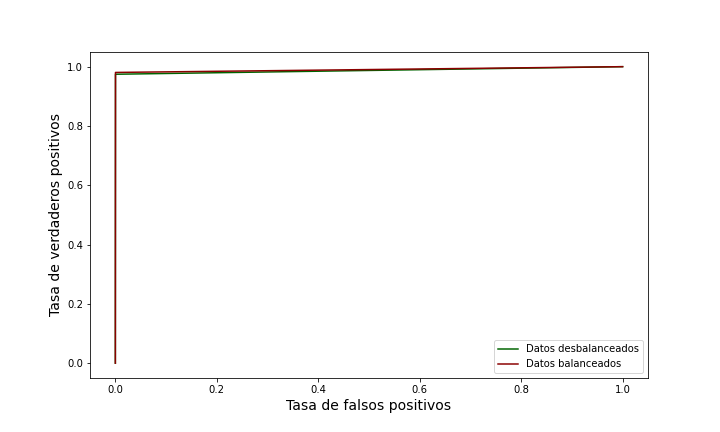 1.0
0.8
0.6
0.4
0.2
0.0
Tasa de verdaderos positivos
Datos desbalanceados
Datos balanceados
0.0 0.2 0.4 0.6 0.8 1.0
Tasa de falsos positivos